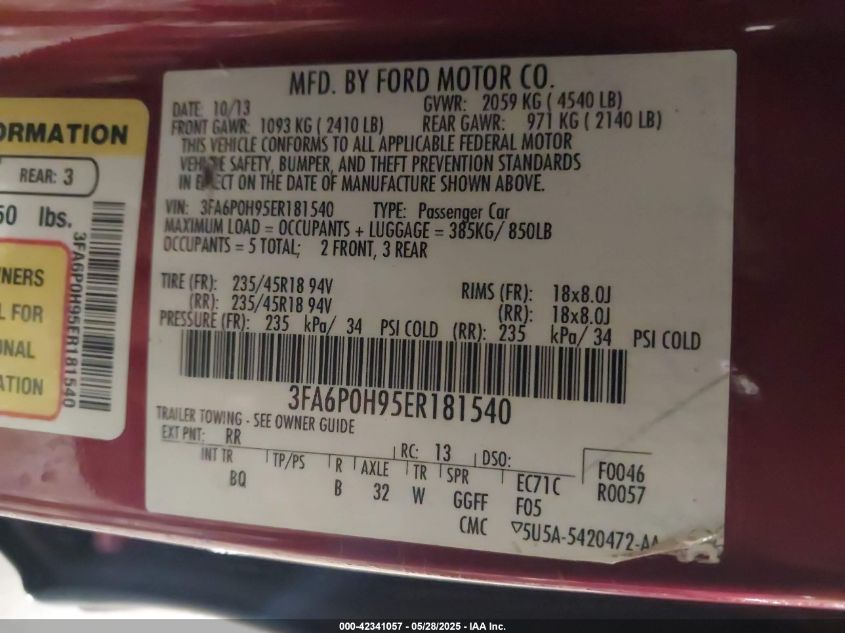 ORMATION
REAR: 3
50 lbs.
NERS
L FOR
ONAL
ATION
3FA6P0H95ER181540
MFD. BY FORD MOTOR CO.
DATE: 10/13 GVWR: 2059 KG ( 4540 LB)
FRONT GAWR: 1093 KG ( 2410 LB) REAR GAWR: 971 KG ( 2140 LB)
THIS VEHICLE CONFORMS TO ALL APPLICABLE FEDERAL MOTOR
VEHICLE SAFETY, BUMPER, AND THEFT PREVENTION STANDARDS
IN EFFECT ON THE DATE OF MANUFACTURE SHOWN ABOVE.
VIN: 3FA6P0H95ER181540 TYPE: Passenger Car
MAXIMUM LOAD = OCCUPANTS + LUGGAGE = 385KG/ 850LB
OCCUPANTS = 5 TOTAL; 2 FRONT, 3 REAR
TIRE (FR): 235/45R18 94V RIMS (FR): 18x8.0J
(RR): 235/45R18 94V (RR): 18x8.0J
PRESSURE (FR): 235 kPa/ 34 PSI COLD (RR): 235 kPa/ 34 PSI COLD
3FA6P0H95ER181540
TRAILER TOWING - SEE OWNER GUIDE
EXT PNT: RR RC: 13 DSO:
INT TR TP/PS R AXLE TR SPR EC71C F0046
BQ B 32 W GGFF F05 R0057
CMC ▽5U5A-5420472-AA
000-42341057 - 05/28/2025 - IAA Inc.